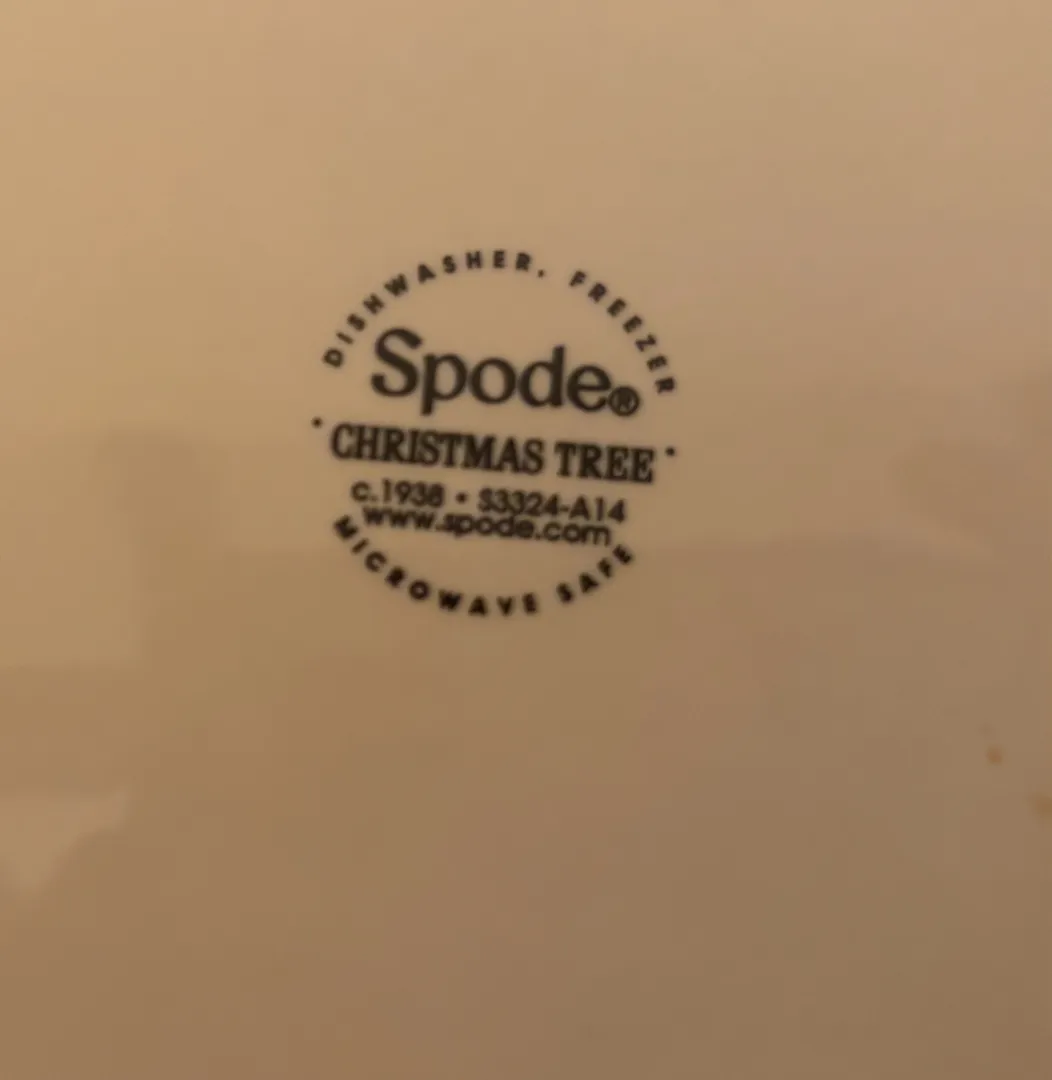 DISHWASHER. FREEZER
Spode®
· CHRISTMAS TREE ·
c.1938 • S3324-A14
www.spode.com
MICROWAVE SAFE